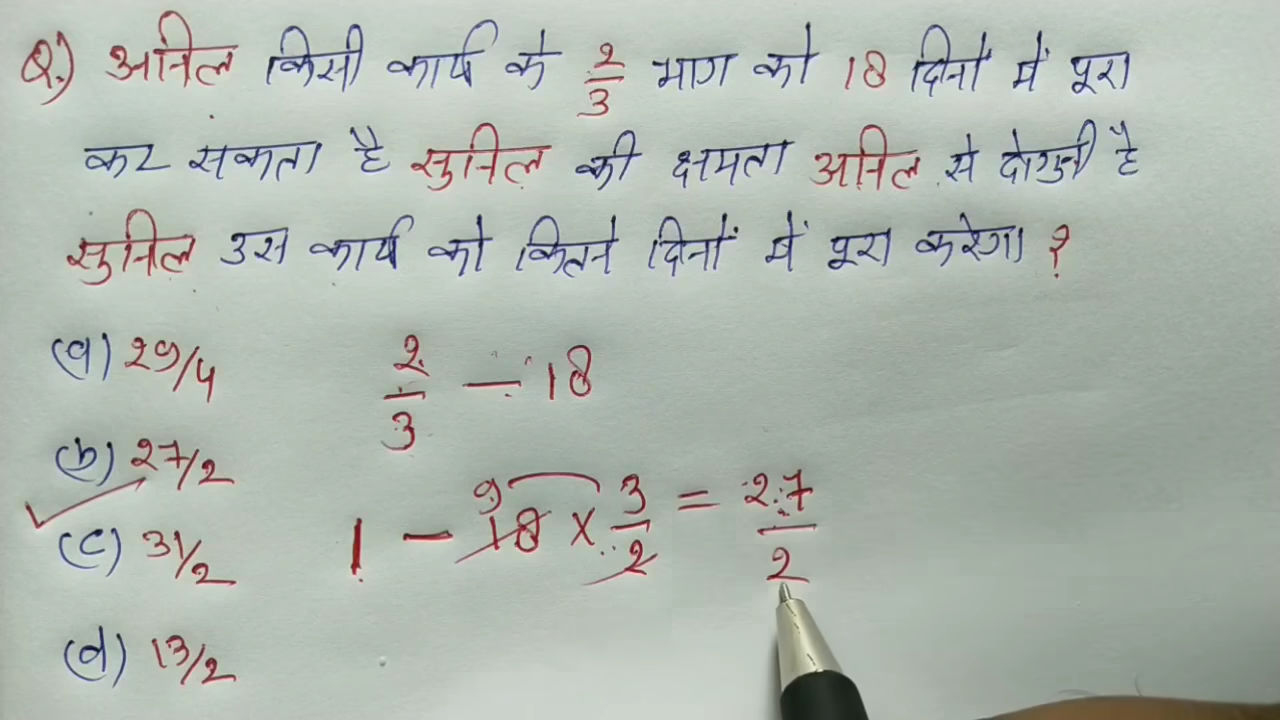 Q.) अनिल किसी कार्य के 2/3 भाग को 18 दिनों में पूरा
कर सकता है सुनिल की क्षमता अनिल से दोगुनी है
सुनिल उस कार्य को कितने दिनों में पूरा करेगा ?
(a) 29/4
2/3 — 18
(b) 27/2
1 — 18 9 × 3/2 = 27/2
(c) 31/2
(d) 13/2